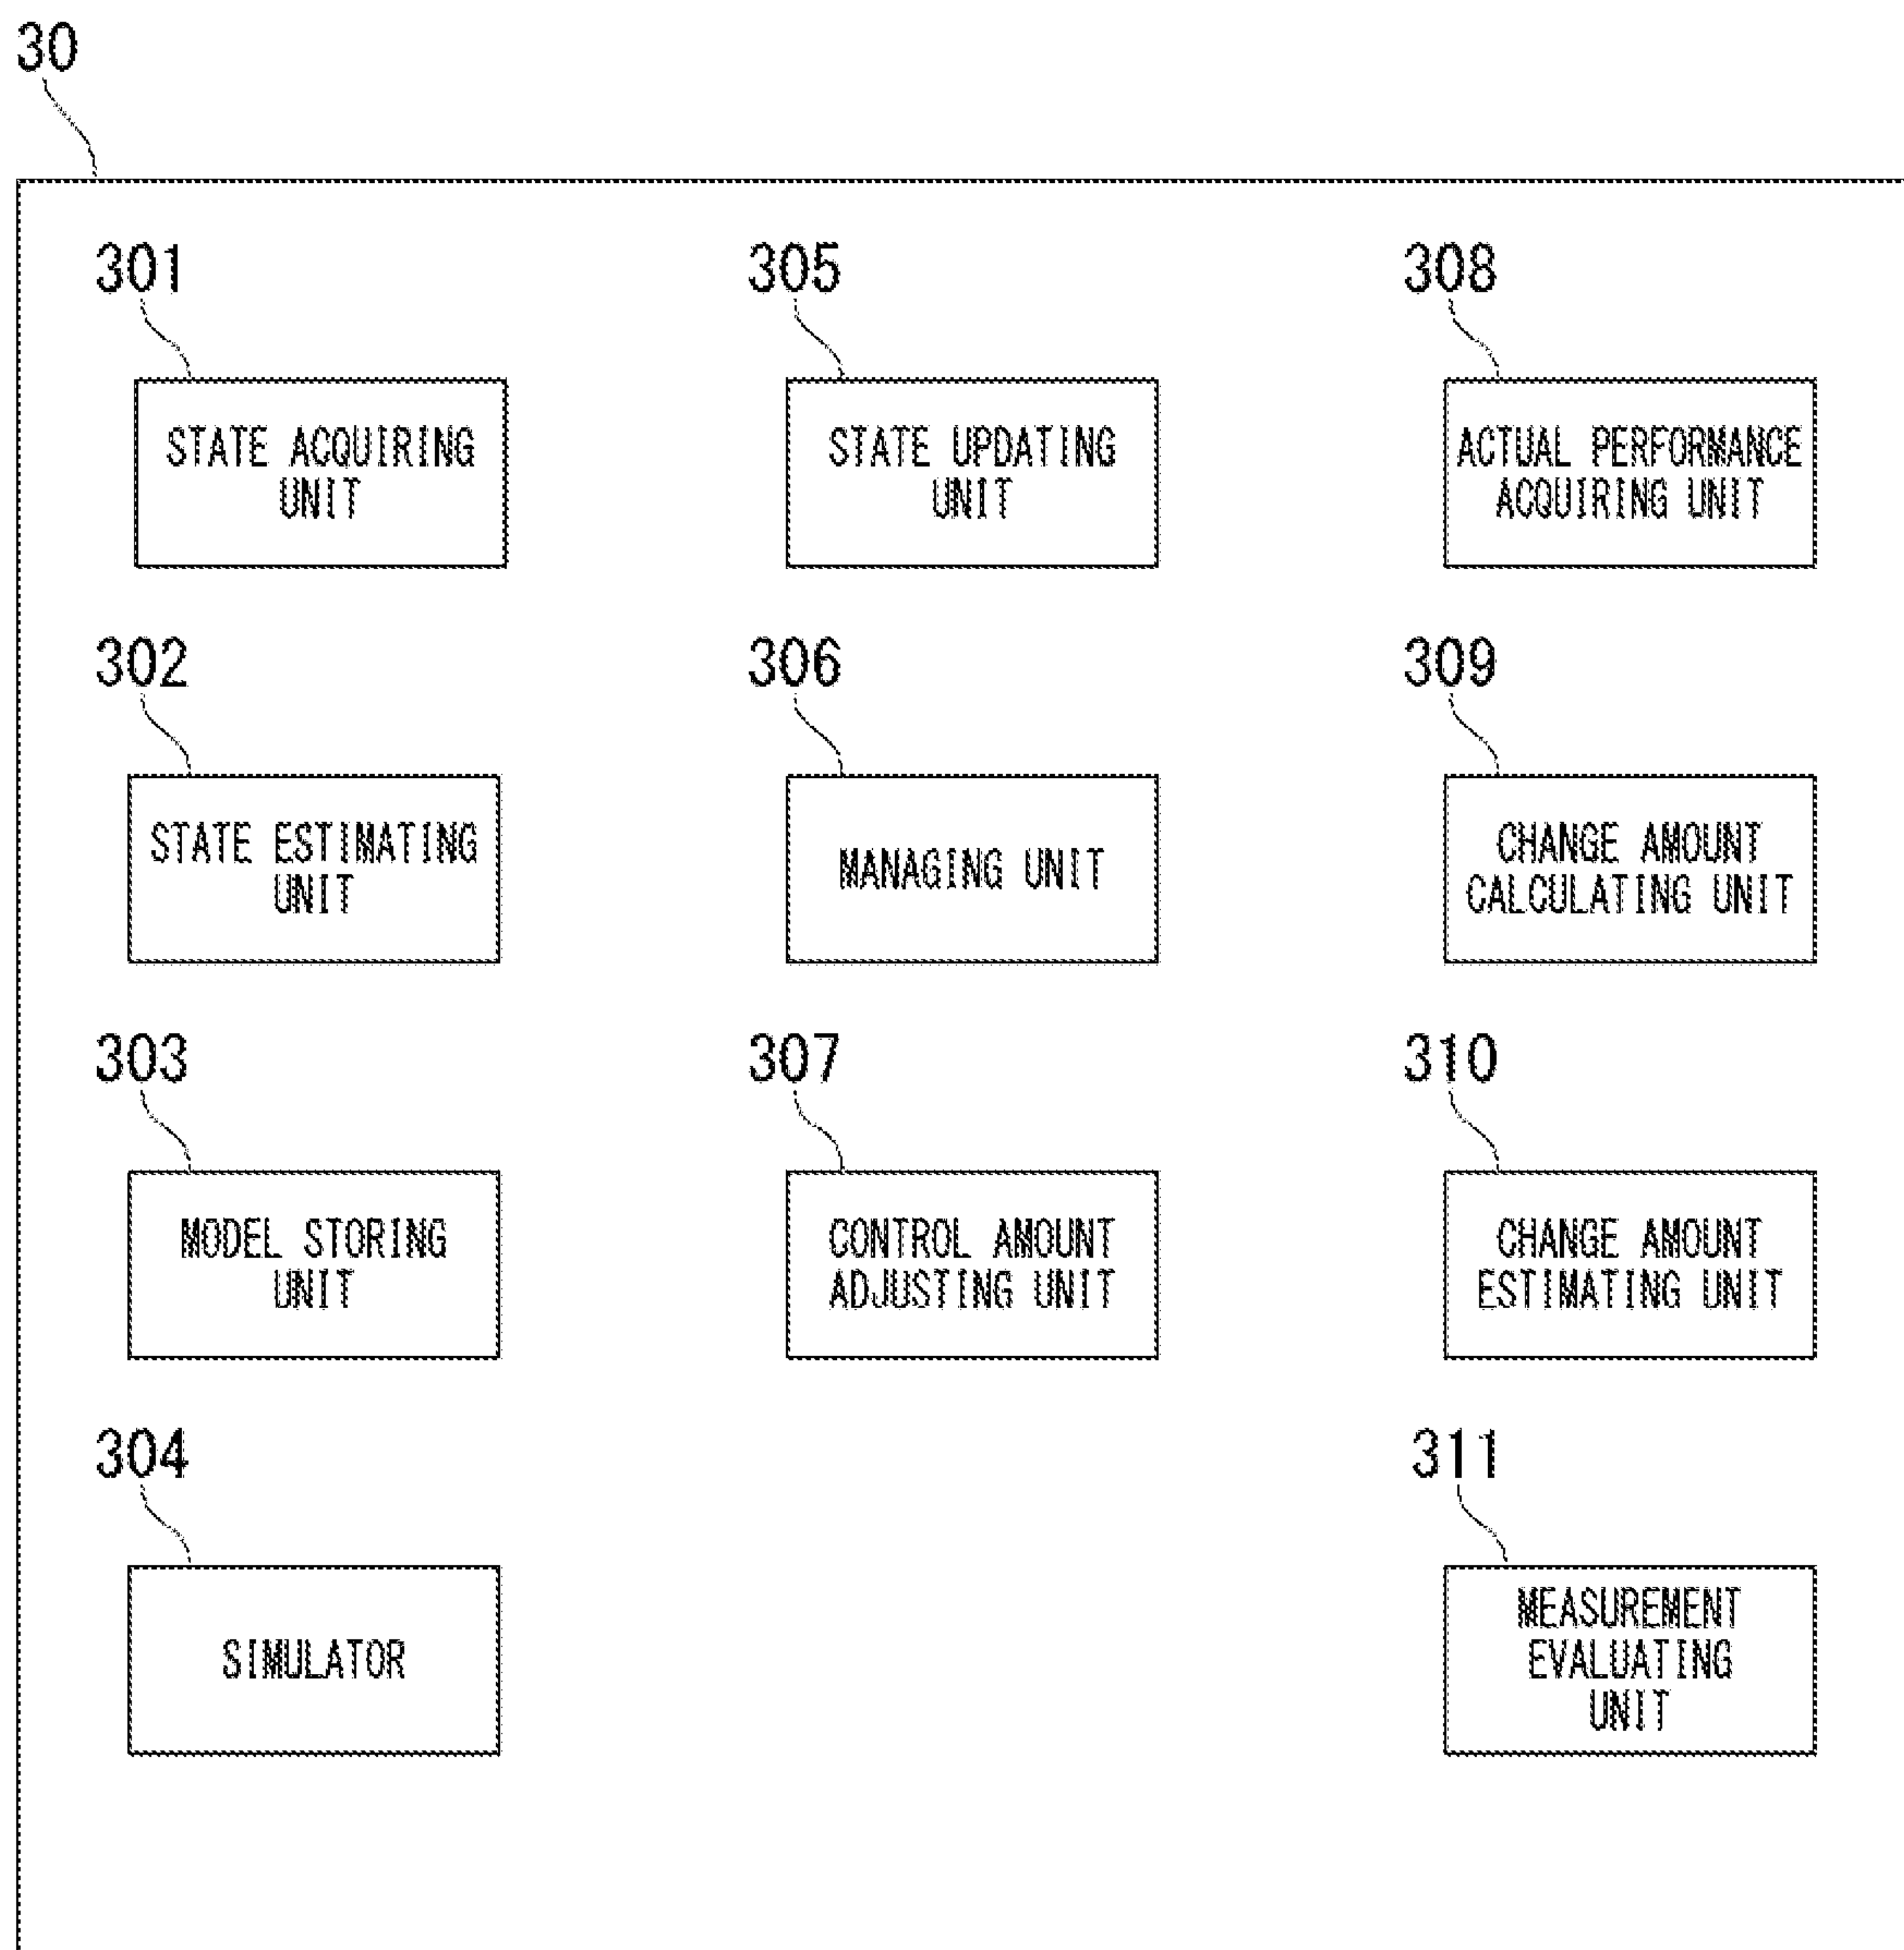 30
301
STATE ACQUIRING
UNIT
302
STATE ESTIMATING
UNIT
303
MODEL STORING
UNIT
304
SIMULATOR
305
STATE UPDATING
UNIT
306
MANAGING UNIT
307
CONTROL AMOUNT
ADJUSTING UNIT
308
ACTUAL PERFORMANCE
ACQUIRING UNIT
309
CHANGE AMOUNT
CALCULATING UNIT
310
CHANGE AMOUNT
ESTIMATING UNIT
311
MEASUREMENT
EVALUATING
UNIT